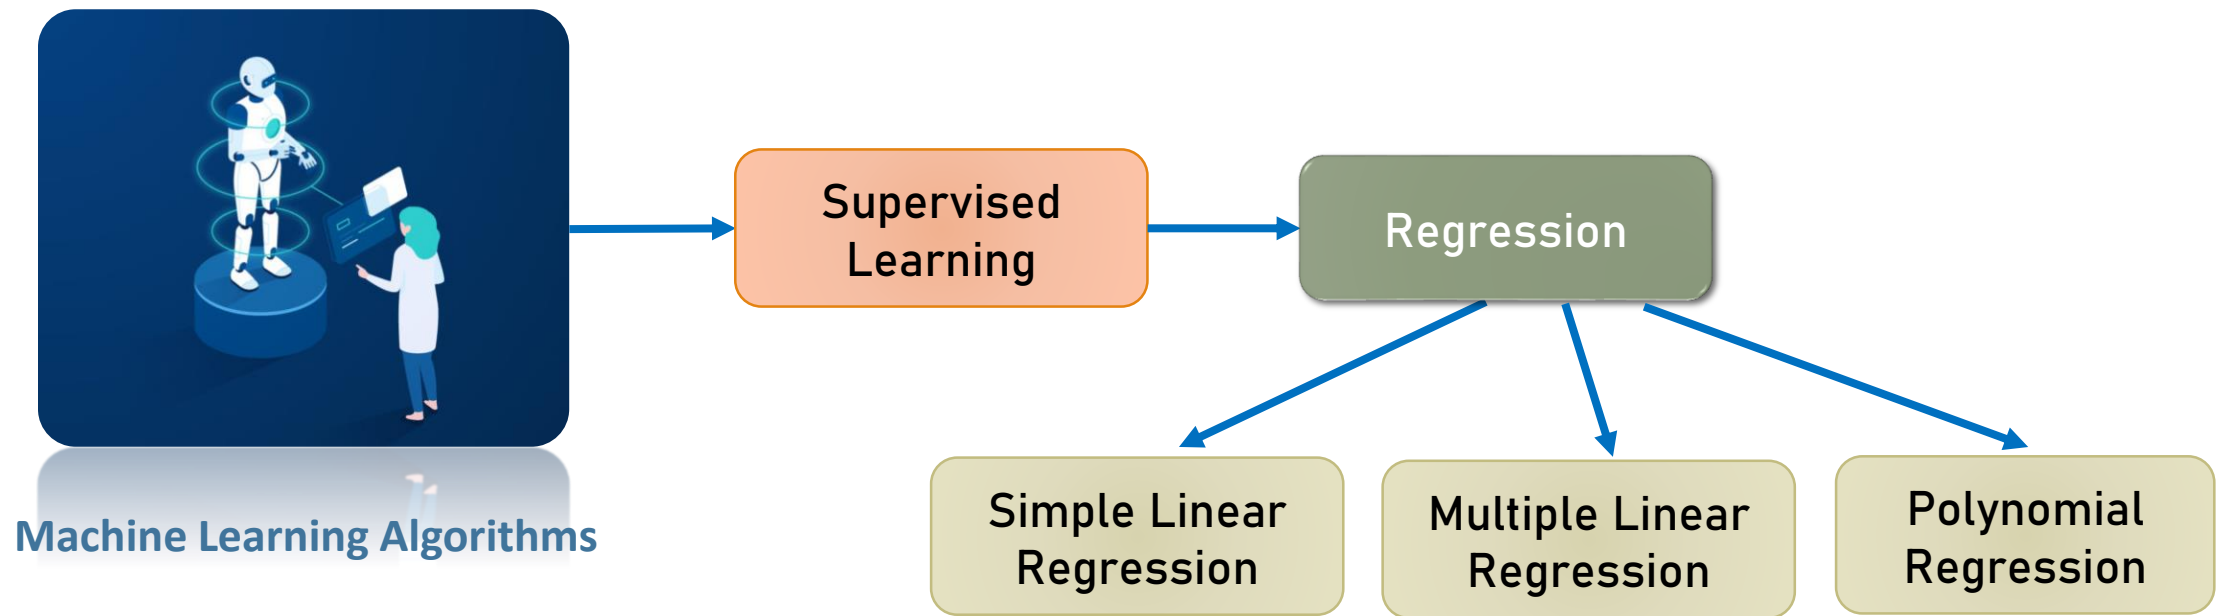 Machine Learning Algorithms
Supervised
Learning
Regression
Simple Linear
Regression
Multiple Linear
Regression
Polynomial
Regression